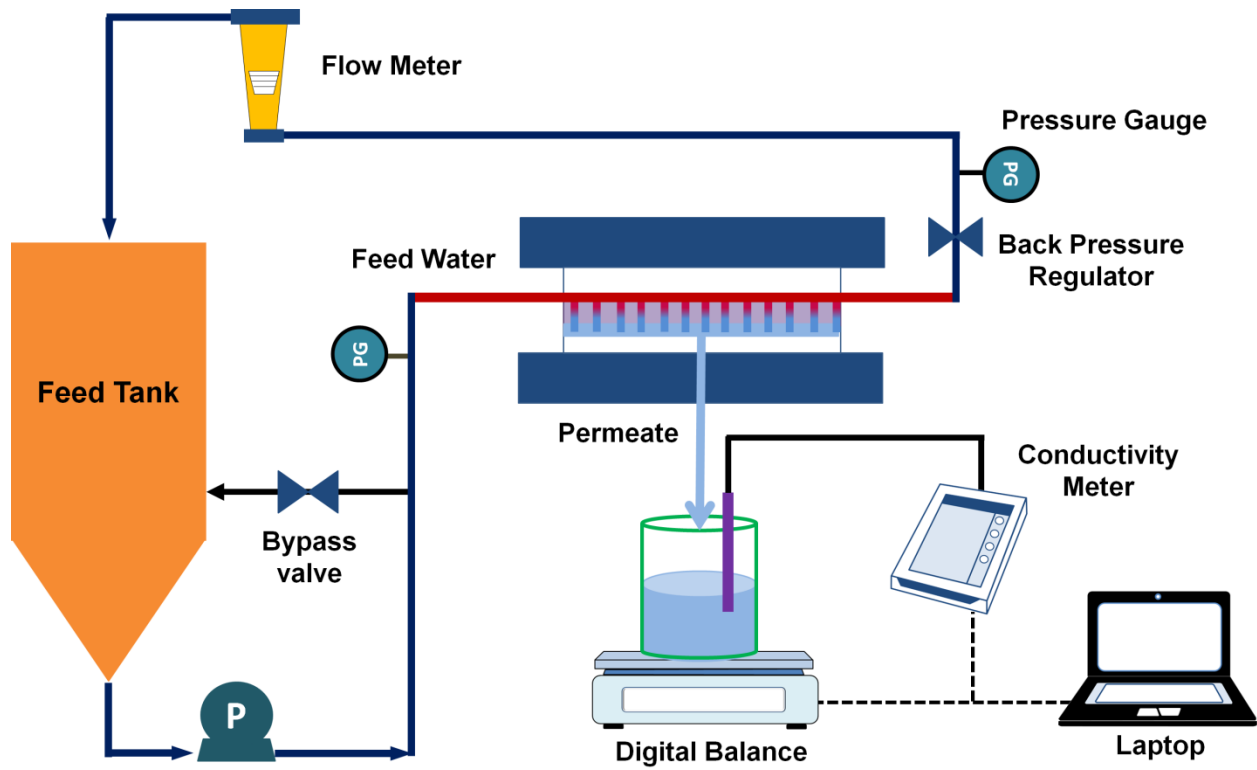 Flow Meter
Pressure Gauge
PG
Back Pressure
Regulator
Feed Water
PG
Feed Tank
Permeate
Conductivity
Meter
Bypass
valve
P
Digital Balance
Laptop